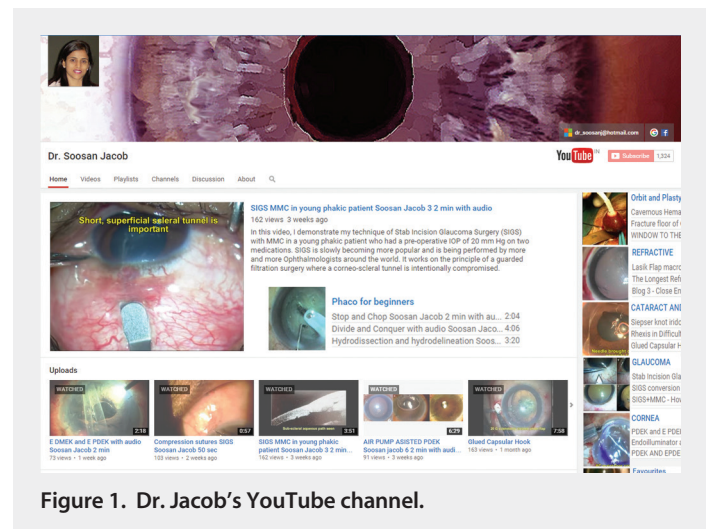 dr_soosanj@hotmail.com
Dr. Soosan Jacob
YouTube IN
Subscribe 1,324
Home Videos Playlists Channels Discussion About
Short, superficial scleral tunnel is
important
SIGS MMC in young phakic patient Soosan Jacob 3 2 min with audio
162 views 3 weeks ago
In this video, I demonstrate my technique of Stab Incision Glaucoma Surgery (SIGS)
with MMC in a young phakic patient who had a pre-operative IOP of 20 mm Hg on two
medications. SIGS is slowly becoming more popular and is being performed by more
and more Ophthalmologists around the world. It works on the principle of a guarded
filtration surgery where a corneo-scleral tunnel is intentionally compromised.
Phaco for beginners
Stop and Chop Soosan Jacob 2 min with au... 2:04
Divide and Conquer with audio Soosan Jaco... 4:06
Hydrodissection and hydrodelineation Soos... 3:20
Uploads
WATCHED
2:18
E DMEK and E PDEK with audio
Soosan Jacob 2 min
73 views • 1 week ago
WATCHED
0:57
Compression sutures SIGS
Soosan Jacob 50 sec
103 views • 2 weeks ago
WATCHED
3:51
SIGS MMC in young phakic
patient Soosan Jacob 3 2 min...
162 views • 3 weeks ago
WATCHED
6:29
AIR PUMP ASISTED PDEK
Soosan jacob 6 2 min with audi...
91 views • 3 weeks ago
WATCHED
7:58
Glued Capsular Hook
163 views • 1 month ago
Orbit and Plasty
Cavernous Hema
Fracture floor of
WINDOW TO THE
REFRACTIVE
Lasik Flap macro
The Longest Refr
Blog 3 - Close En
CATARACT AND
Siepser knot irido
Rhexis in Difficult
Glued Capsular H
GLAUCOMA
Stab Incision Gla
SIGS conversion
SIGS+MMC - How
CORNEA
PDEK and E PDEK
Endoilluminator a
PDEK AND EPDE
Favourites
Figure 1. Dr. Jacob's YouTube channel.